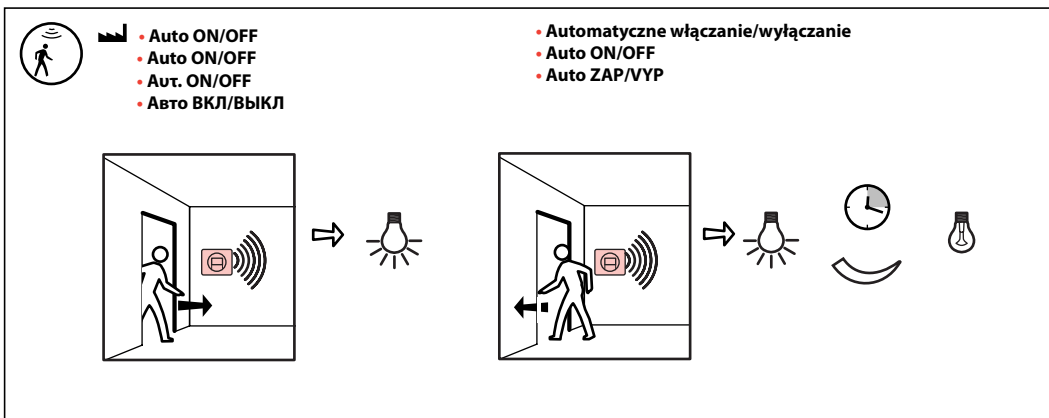 • Auto ON/OFF
• Auto ON/OFF
• Αυτ. ON/OFF
• Авто ВКЛ/ВЫКЛ
• Automatyczne włączanie/wyłączanie
• Auto ON/OFF
• Auto ZAP/VYP